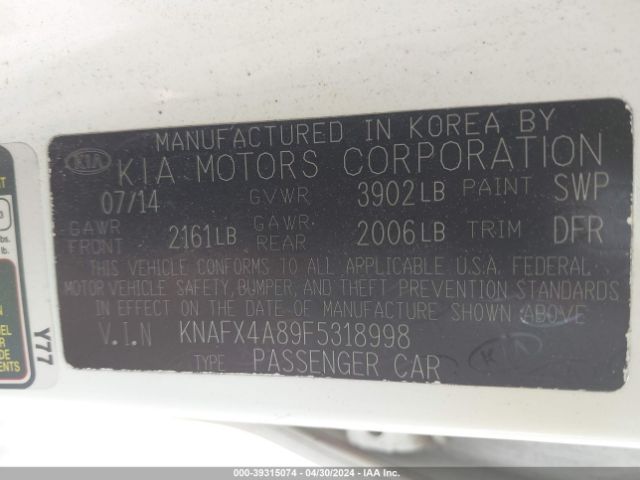 MANUFACTURED IN KOREA BY
KIA KIA MOTORS CORPORATION
07/14 GVWR 3902LB PAINT SWP
GAWR FRONT 2161LB GAWR REAR 2006LB TRIM DFR
THIS VEHICLE CONFORMS TO ALL APPLICABLE U.S.A. FEDERAL
MOTOR VEHICLE SAFETY, BUMPER, AND THEFT PREVENTION STANDARDS
IN EFFECT ON THE DATE OF MANUFACTURE SHOWN ABOVE
V.I.N KNAFX4A89F5318998
TYPE PASSENGER CAR
Y77
000-39315074 - 04/30/2024 - IAA Inc.